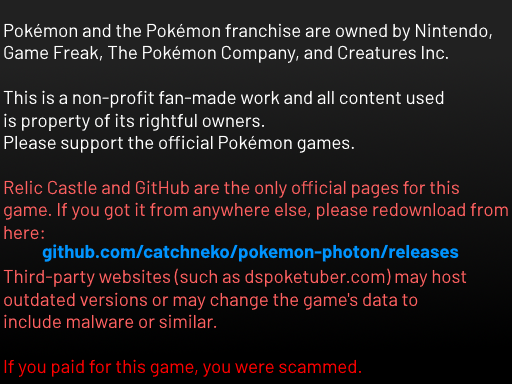 Pokémon and the Pokémon franchise are owned by Nintendo,
Game Freak, The Pokémon Company, and Creatures Inc.
This is a non-profit fan-made work and all content used
is property of its rightful owners.
Please support the official Pokémon games.
Relic Castle and GitHub are the only official pages for this
game. If you got it from anywhere else, please redownload from
here:
github.com/catchneko/pokemon-photon/releases
Third-party websites (such as dspoketuber.com) may host
outdated versions or may change the game's data to
include malware or similar.
If you paid for this game, you were scammed.